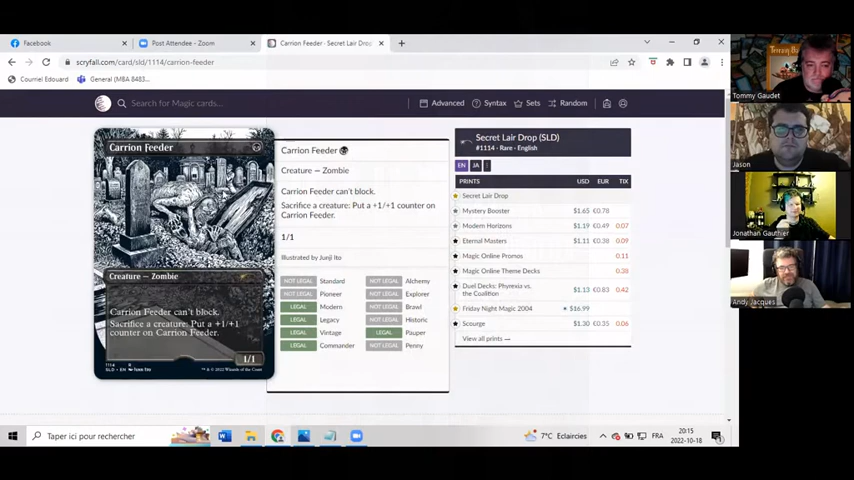 Facebook
Post Attendee - Zoom
Carrion Feeder · Secret Lair Drop
scryfall.com/card/sld/1114/carrion-feeder
Courriel Edouard
General (MBA 8483...
Search for Magic cards...
Advanced
Syntax
Sets
Random
Carrion Feeder
Creature — Zombie
Carrion Feeder can't block.
Sacrifice a creature: Put a +1/+1
counter on Carrion Feeder.
1/1
1114 R
SLD • EN
™ & © 2022 Wizards of the Coast
Carrion Feeder
Creature — Zombie
Carrion Feeder can't block.
Sacrifice a creature: Put a +1/+1 counter on
Carrion Feeder.
1/1
Illustrated by Junji Ito
NOT LEGAL Standard NOT LEGAL Alchemy
NOT LEGAL Pioneer NOT LEGAL Explorer
LEGAL Modern NOT LEGAL Brawl
LEGAL Legacy NOT LEGAL Historic
LEGAL Vintage LEGAL Pauper
LEGAL Commander NOT LEGAL Penny
Secret Lair Drop (SLD)
#1114 · Rare · English
EN JA
PRINTS USD EUR TIX
Secret Lair Drop
Mystery Booster $1.65 €0.78
Modern Horizons $1.19 €0.49 0.07
Eternal Masters $1.11 €0.38 0.09
Magic Online Promos 0.11
Magic Online Theme Decks 0.38
Duel Decks: Phyrexia vs.
the Coalition $1.13 €0.83 0.42
Friday Night Magic 2004 $16.99
Scourge $1.30 €0.35 0.06
View all prints →
Tommy Gaudet
Jason
Jonathan Gauthier
Andy Jacques
Taper ici pour rechercher
7°C Eclaircies
FRA
20:15
2022-10-18